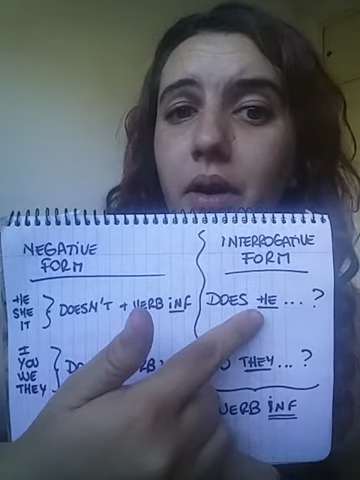 NEGATIVE
FORM
HE
SHE
IT
DOESN'T + VERB INF
I
YOU
WE
THEY
INTERROGATIVE
FORM
DOES HE ... ?
THEY ... ?
VERB INF